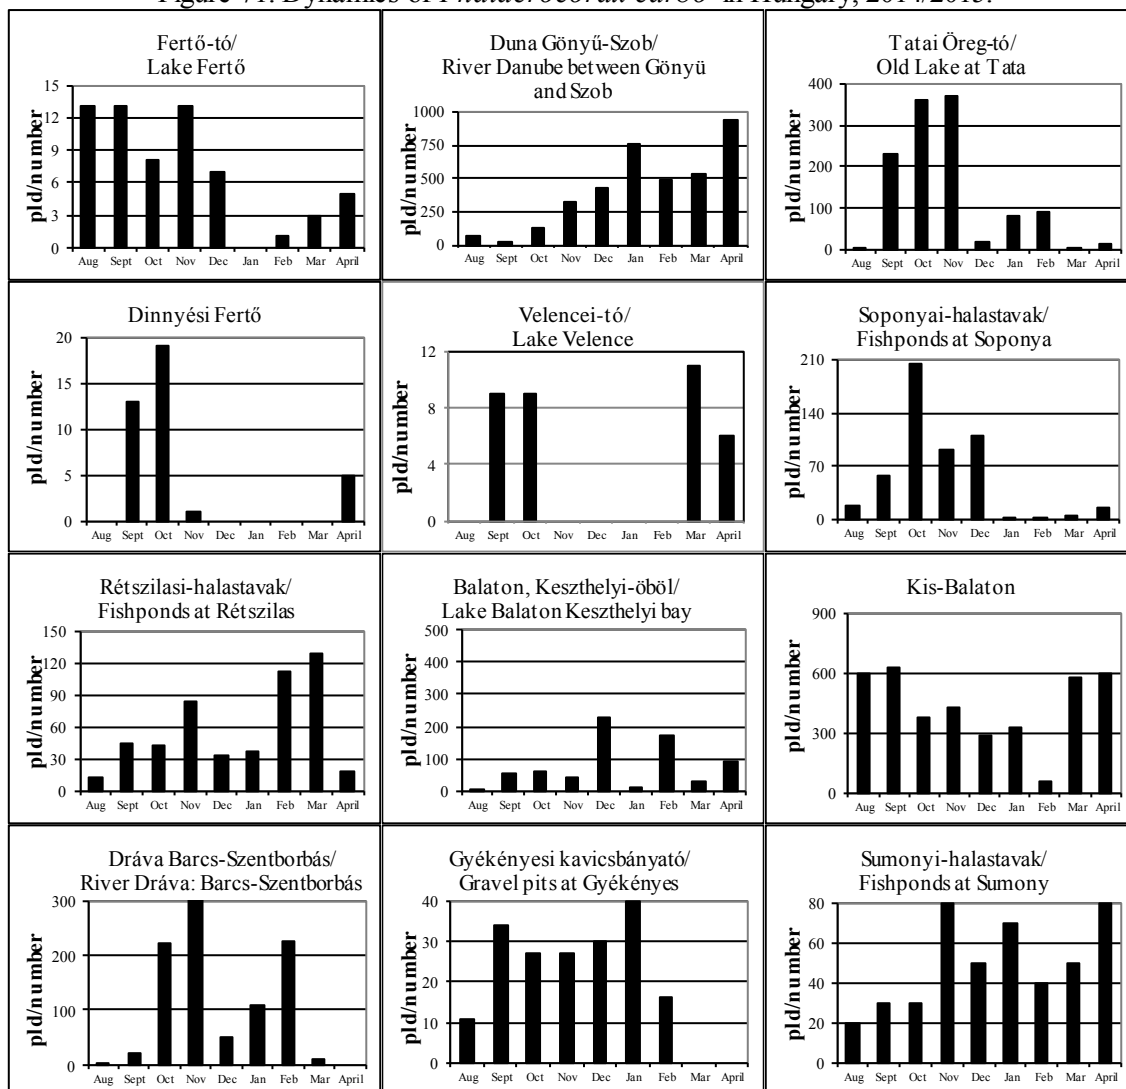 Dynamics of Phalacrocorax carbo in Hungary, 2014/2015.
Fertő-tó/
Lake Fertő
pld/number
15
12
9
6
3
0
Aug Sept Oct Nov Dec Jan Feb Mar April
Duna Gönyű-Szob/
River Danube between Gönyü
and Szob
pld/number
1000
750
500
250
0
Aug Sept Oct Nov Dec Jan Feb Mar April
Tatai Öreg-tó/
Old Lake at Tata
pld/number
400
300
200
100
0
Aug Sept Oct Nov Dec Jan Feb Mar April
Dinnyési Fertő
pld/number
20
15
10
5
0
Aug Sept Oct Nov Dec Jan Feb Mar April
Velencei-tó/
Lake Velence
pld/number
12
8
4
0
Aug Sept Oct Nov Dec Jan Feb Mar April
Soponyai-halastavak/
Fishponds at Soponya
pld/number
210
140
70
0
Aug Sept Oct Nov Dec Jan Feb Mar April
Rétszilasi-halastavak/
Fishponds at Rétszilas
pld/number
150
120
90
60
30
0
Aug Sept Oct Nov Dec Jan Feb Mar April
Balaton, Keszthelyi-öböl/
Lake Balaton Keszthelyi bay
pld/number
500
400
300
200
100
0
Aug Sept Oct Nov Dec Jan Feb Mar April
Kis-Balaton
pld/number
900
600
300
0
Aug Sept Oct Nov Dec Jan Feb Mar April
Dráva Barcs-Szentborbás/
River Dráva: Barcs-Szentborbás
pld/number
300
200
100
0
Aug Sept Oct Nov Dec Jan Feb Mar April
Gyékényesi kavicsbányató/
Gravel pits at Gyékényes
pld/number
40
30
20
10
0
Aug Sept Oct Nov Dec Jan Feb Mar April
Sumonyi-halastavak/
Fishponds at Sumony
pld/number
80
60
40
20
0
Aug Sept Oct Nov Dec Jan Feb Mar April